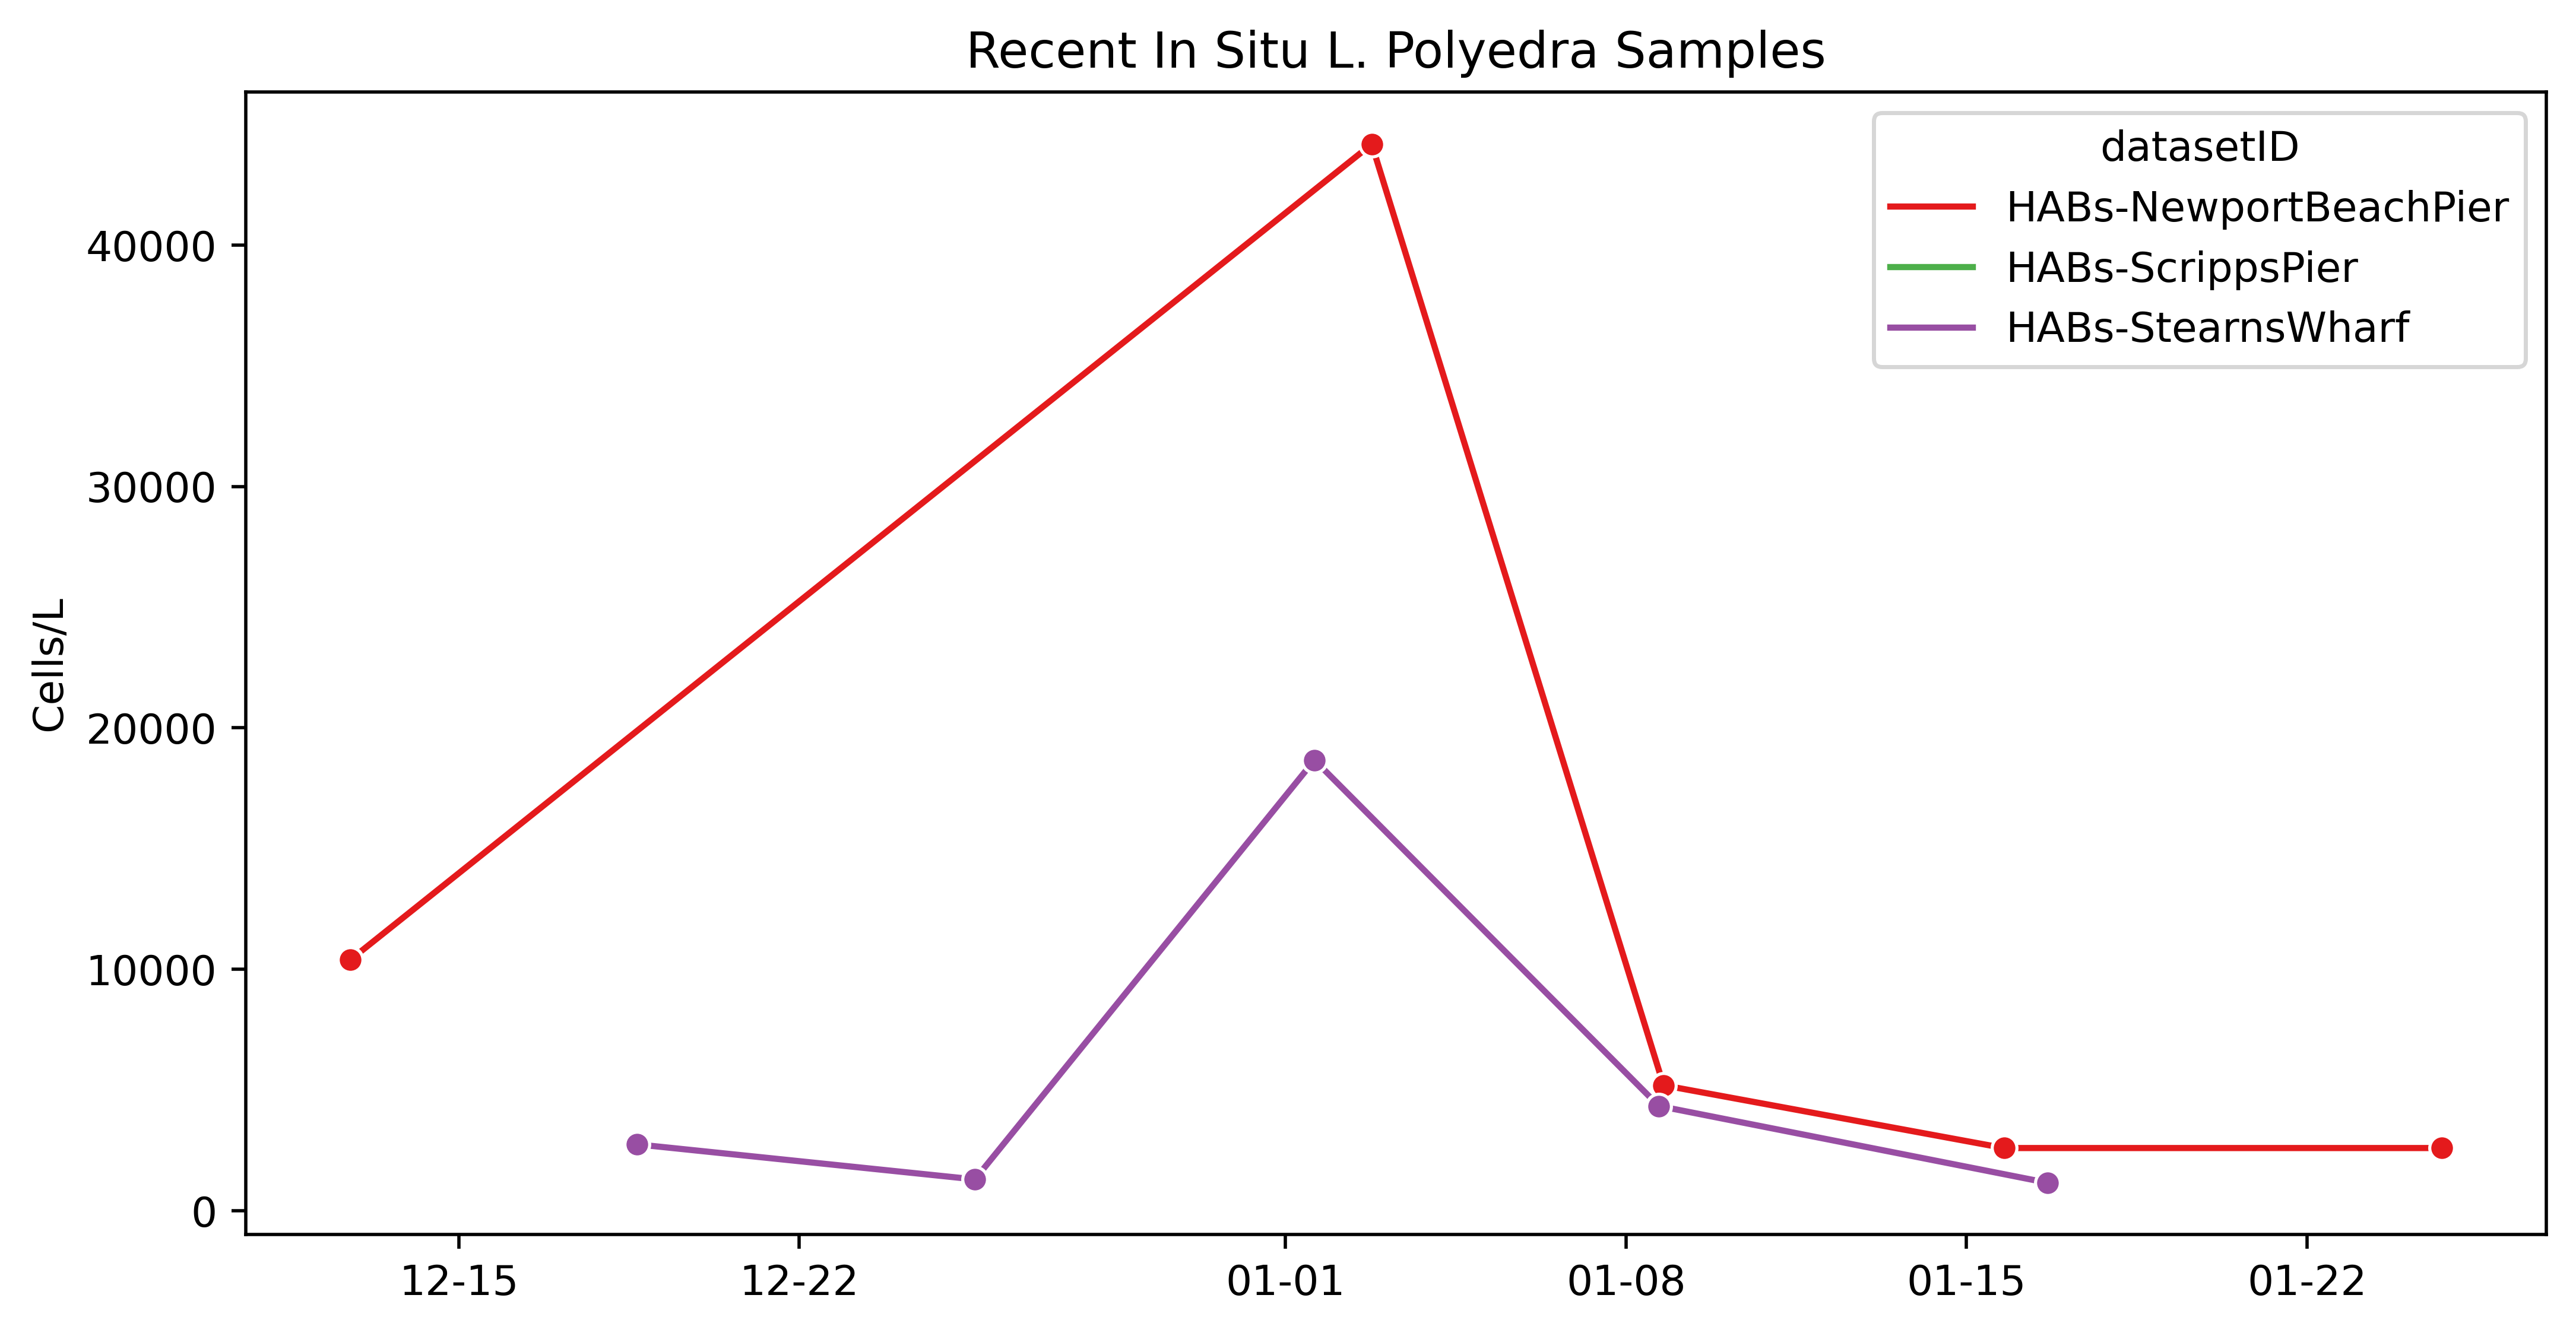 Recent In Situ L. Polyedra Samples
datasetID
HABs-NewportBeachPier
HABs-ScrippsPier
HABs-StearnsWharf
Cells/L
40000
30000
20000
10000
0
12-15 12-22 01-01 01-08 01-15 01-22